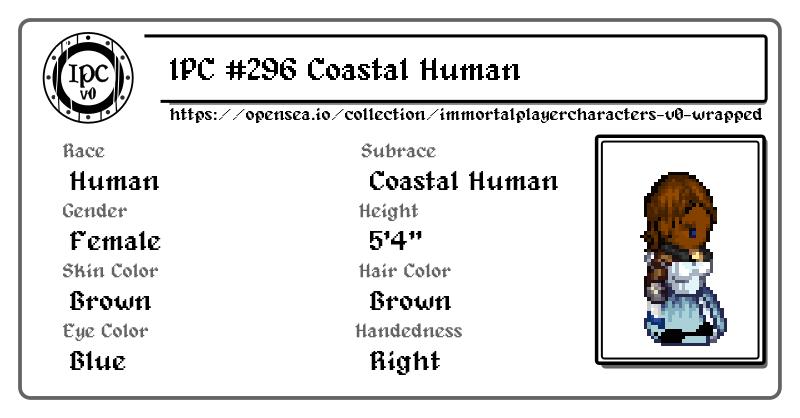 IPC
v0
IPC #296 Coastal Human
https://opensea.io/collection/immortalplayercharacters-v0-wrapped
Race
Subrace
Human
Coastal Human
Gender
Height
Female
5'4"
Skin Color
Hair Color
Brown
Brown
Eye Color
Handedness
Blue
Right